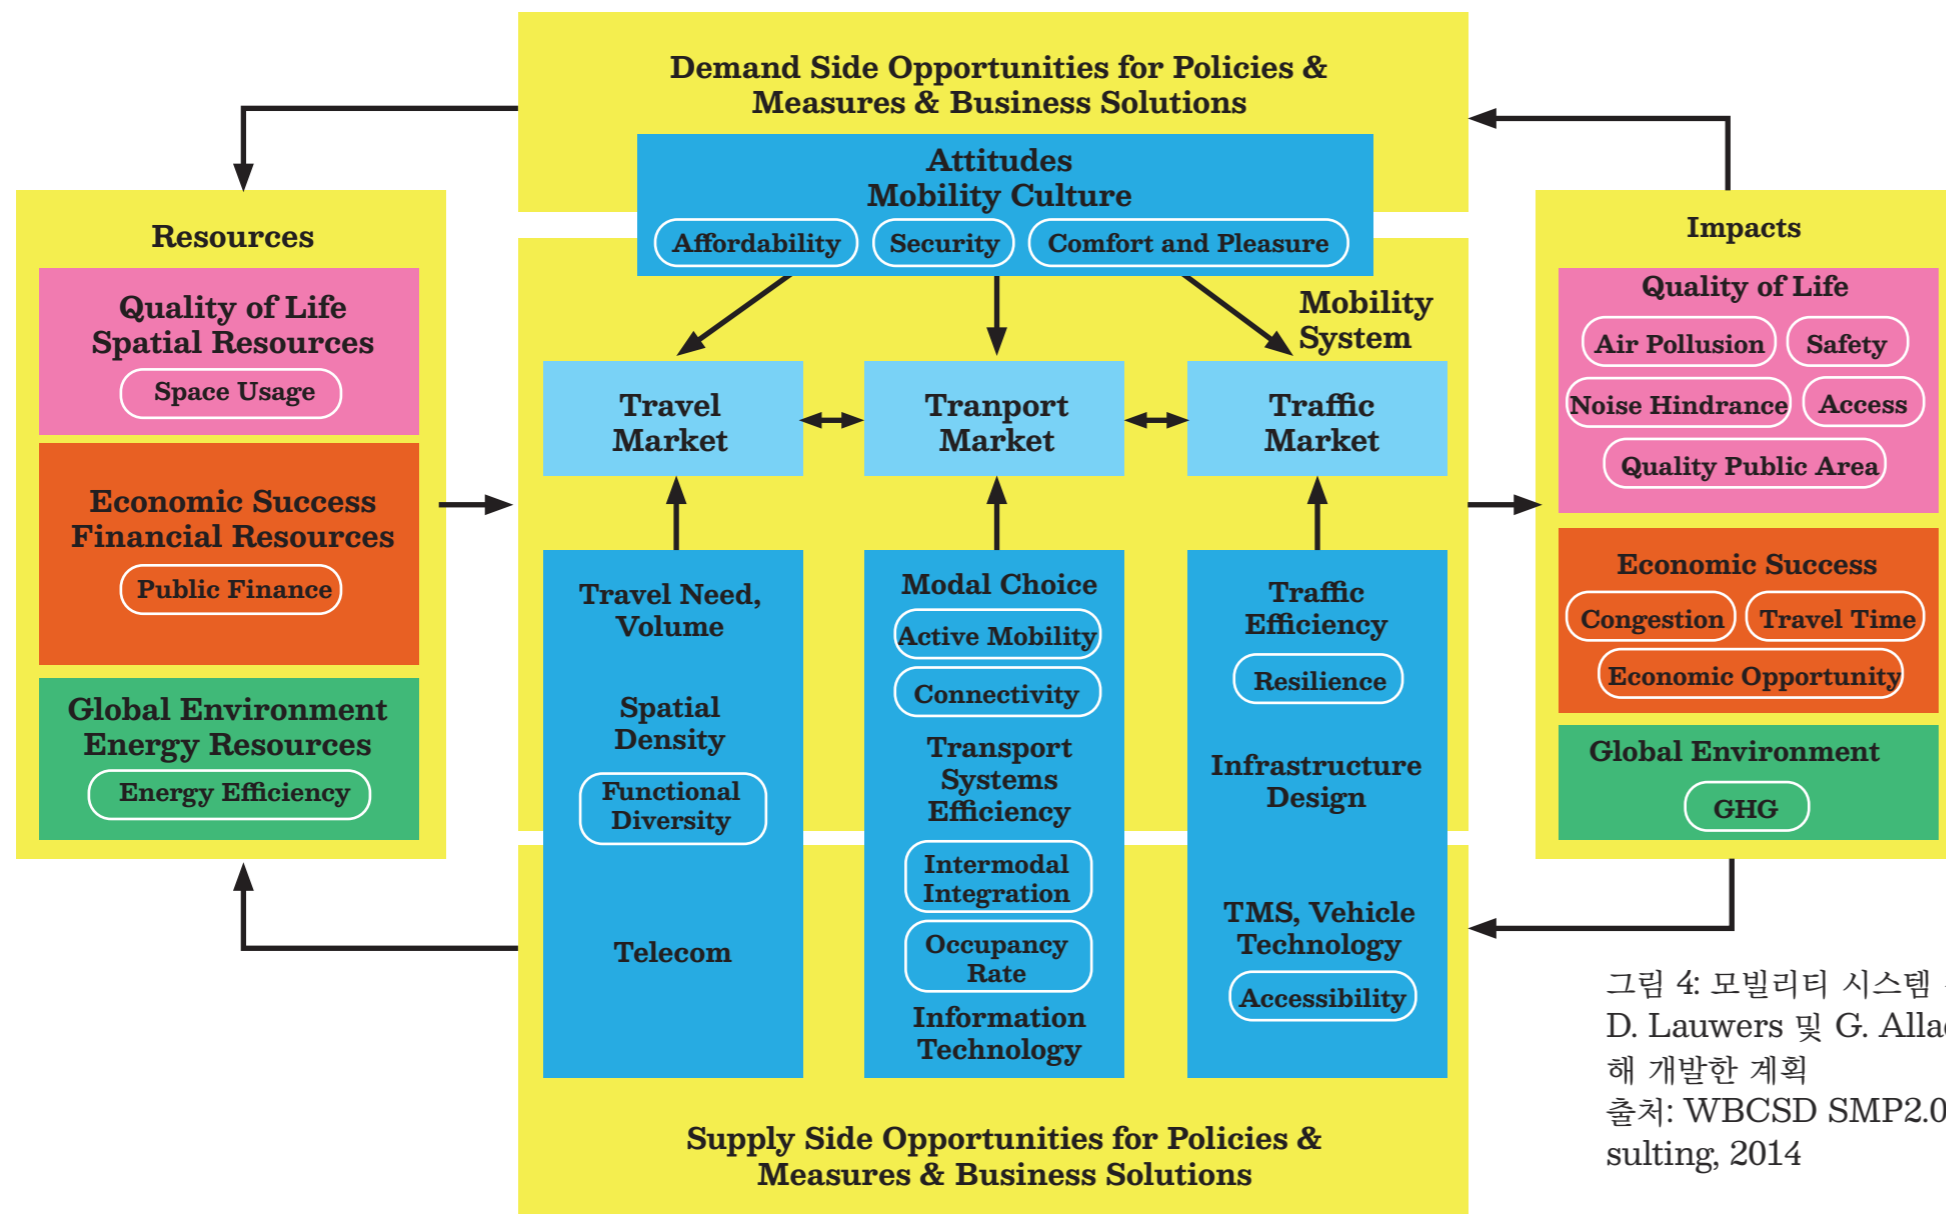 Demand Side Opportunities for Policies &
Measures & Business Solutions
Attitudes
Mobility Culture
Affordability
Security
Comfort and Pleasure
Resources
Quality of Life
Spatial Resources
Space Usage
Economic Success
Financial Resources
Public Finance
Global Environment
Energy Resources
Energy Efficiency
Mobility
System
Travel
Market
Tranport
Market
Traffic
Market
Travel Need,
Volume
Spatial
Density
Functional
Diversity
Telecom
Modal Choice
Active Mobility
Connectivity
Transport
Systems
Efficiency
Intermodal
Integration
Occupancy
Rate
Information
Technology
Traffic
Efficiency
Resilience
Infrastructure
Design
TMS, Vehicle
Technology
Accessibility
Supply Side Opportunities for Policies &
Measures & Business Solutions
Impacts
Quality of Life
Air Pollusion
Safety
Noise Hindrance
Access
Quality Public Area
Economic Success
Congestion
Travel Time
Economic Opportunity
Global Environment
GHG
그림 4: 모빌리티 시스템
D. Lauwers 및 G. Alla
해 개발한 계획
출처: WBCSD SMP2.0
sulting, 2014